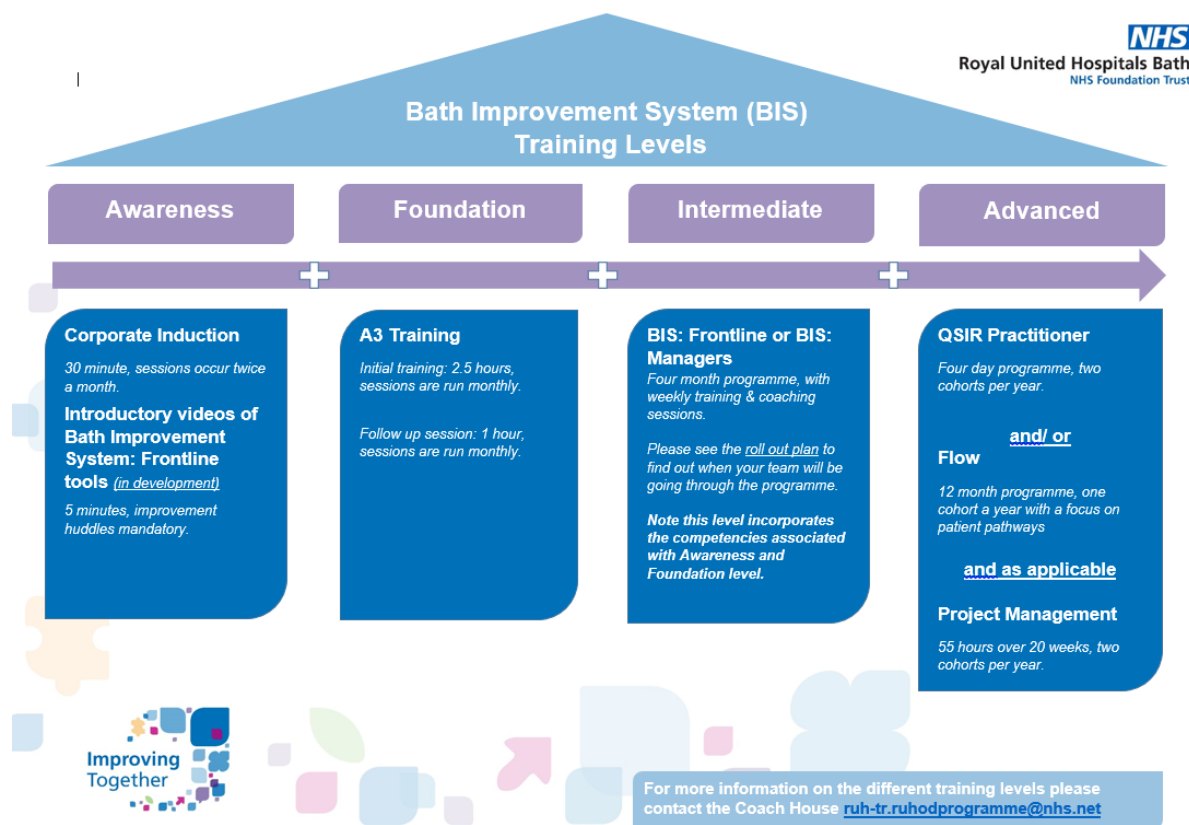 NHS
Royal United Hospitals Bath
NHS Foundation Trust
Bath Improvement System (BIS)
Training Levels
Awareness
Foundation
Intermediate
Advanced
Corporate Induction
30 minute, sessions occur twice
a month.
Introductory videos of
Bath Improvement
System: Frontline
tools (in development)
5 minutes, improvement
huddles mandatory.
A3 Training
Initial training: 2.5 hours,
sessions are run monthly.
Follow up session: 1 hour,
sessions are run monthly.
BIS: Frontline or BIS:
Managers
Four month programme, with
weekly training & coaching
sessions.
Please see the roll out plan to
find out when your team will be
going through the programme.
Note this level incorporates
the competencies associated
with Awareness and
Foundation level.
QSIR Practitioner
Four day programme, two
cohorts per year.
and/ or
Flow
12 month programme, one
cohort a year with a focus on
patient pathways
and as applicable
Project Management
55 hours over 20 weeks, two
cohorts per year.
Improving
Together
For more information on the different training levels please
contact the Coach House ruh-tr.ruhodprogramme@nhs.net